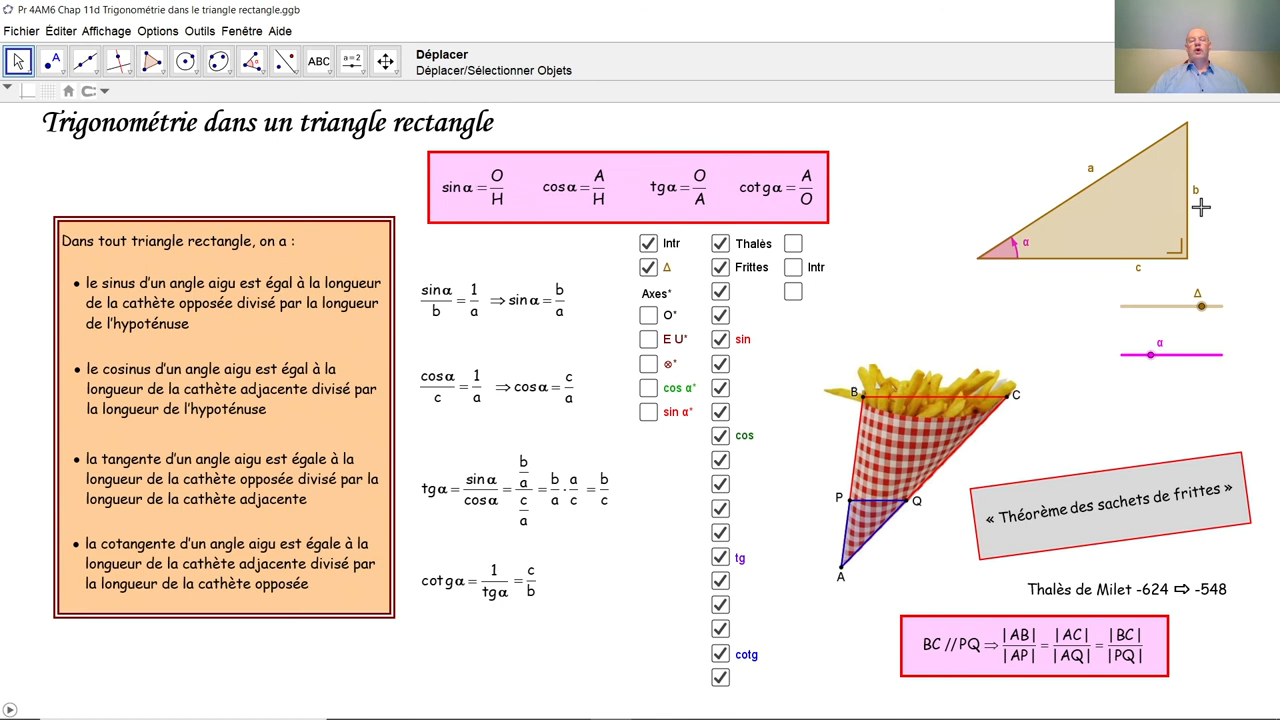 Pr 4AM6 Chap 11d Trigonométrie dans le triangle rectangle.ggb
Fichier Éditer Affichage Options Outils Fenêtre Aide
A
α
ABC
a=2
Déplacer
Déplacer/Sélectionner Objets
Trigonométrie dans un triangle rectangle
sin α = O/H
cos α = A/H
tg α = O/A
cotg α = A/O
Dans tout triangle rectangle, on a :
• le sinus d'un angle aigu est égal à la longueur
de la cathète opposée divisé par la longueur
de l'hypoténuse
• le cosinus d'un angle aigu est égal à la
longueur de la cathète adjacente divisé par
la longueur de l'hypoténuse
• la tangente d'un angle aigu est égale à la
longueur de la cathète opposée divisé par la
longueur de la cathète adjacente
• la cotangente d'un angle aigu est égale à la
longueur de la cathète adjacente divisé par
la longueur de la cathète opposée
sin α/b = 1/a ⇒ sin α = b/a
cos α/c = 1/a ⇒ cos α = c/a
tg α = sin α/cos α = (b/a)/(c/a) = b/a · a/c = b/c
cotg α = 1/tg α = c/b
Intr
Δ
Axes*
O*
E U*
⊗*
cos α*
sin α*
Thalès
Frittes
Intr
sin
cos
tg
cotg
a
b
α
c
Δ
α
B
C
P
Q
A
« Théorème des sachets de frittes »
Thalès de Milet -624 ⇨ -548
BC // PQ ⇒ |AB|/|AP| = |AC|/|AQ| = |BC|/|PQ|